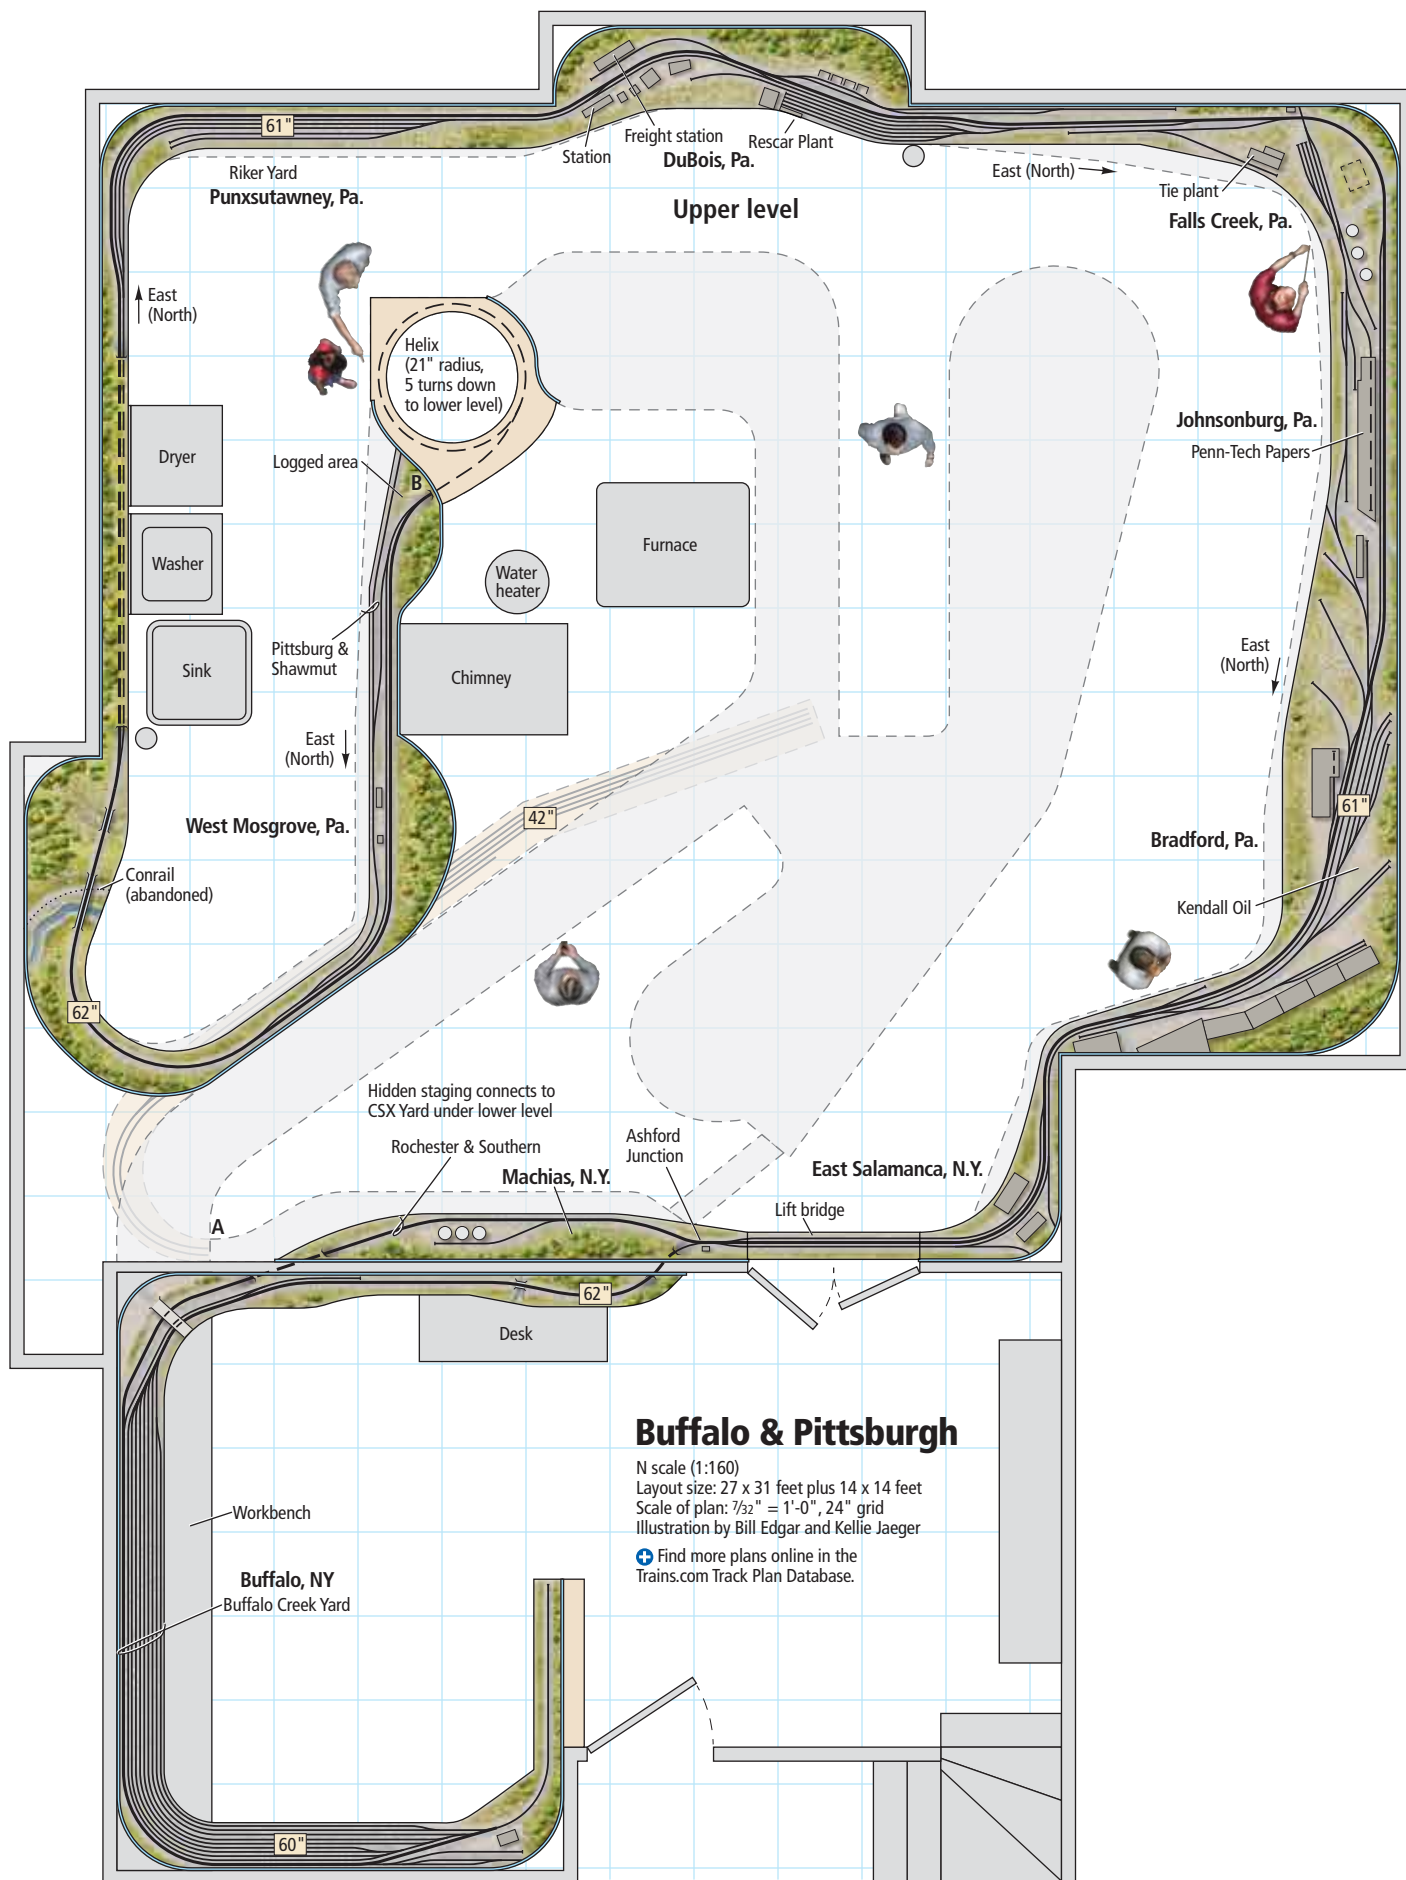 61"
Riker Yard
Punxsutawney, Pa.
Station
Freight station
DuBois, Pa.
Rescar Plant
Upper level
East (North)
Tie plant
Falls Creek, Pa.
East
(North)
Helix
(21" radius,
5 turns down
to lower level)
Dryer
Logged area
B
Johnsonburg, Pa.
Penn-Tech Papers
Washer
Water
heater
Furnace
Sink
Pittsburg &
Shawmut
Chimney
East
(North)
East
(North)
West Mosgrove, Pa.
42"
61"
Bradford, Pa.
Conrail
(abandoned)
Kendall Oil
62"
Hidden staging connects to
CSX Yard under lower level
Rochester & Southern
Machias, N.Y.
Ashford
Junction
East Salamanca, N.Y.
Lift bridge
A
62"
Desk
Buffalo & Pittsburgh
N scale (1:160)
Layout size: 27 x 31 feet plus 14 x 14 feet
Scale of plan: 7/32" = 1'-0", 24" grid
Illustration by Bill Edgar and Kellie Jaeger
Find more plans online in the
Trains.com Track Plan Database.
Workbench
Buffalo, NY
Buffalo Creek Yard
60"